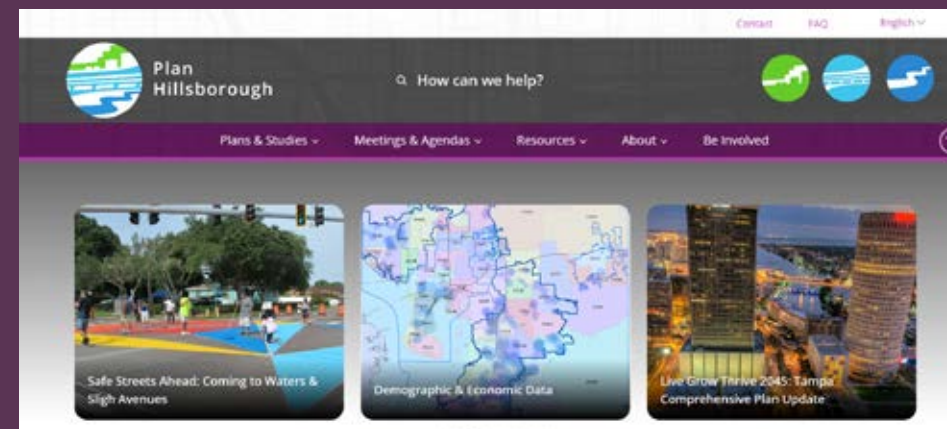 Contact FAQ English
Plan
Hillsborough
How can we help?
Plans & Studies Meetings & Agendas Resources About Be Involved
Safe Streets Ahead: Coming to Waters &
Sligh Avenues
Demographic & Economic Data
Live Grow Thrive 2045: Tampa
Comprehensive Plan Update